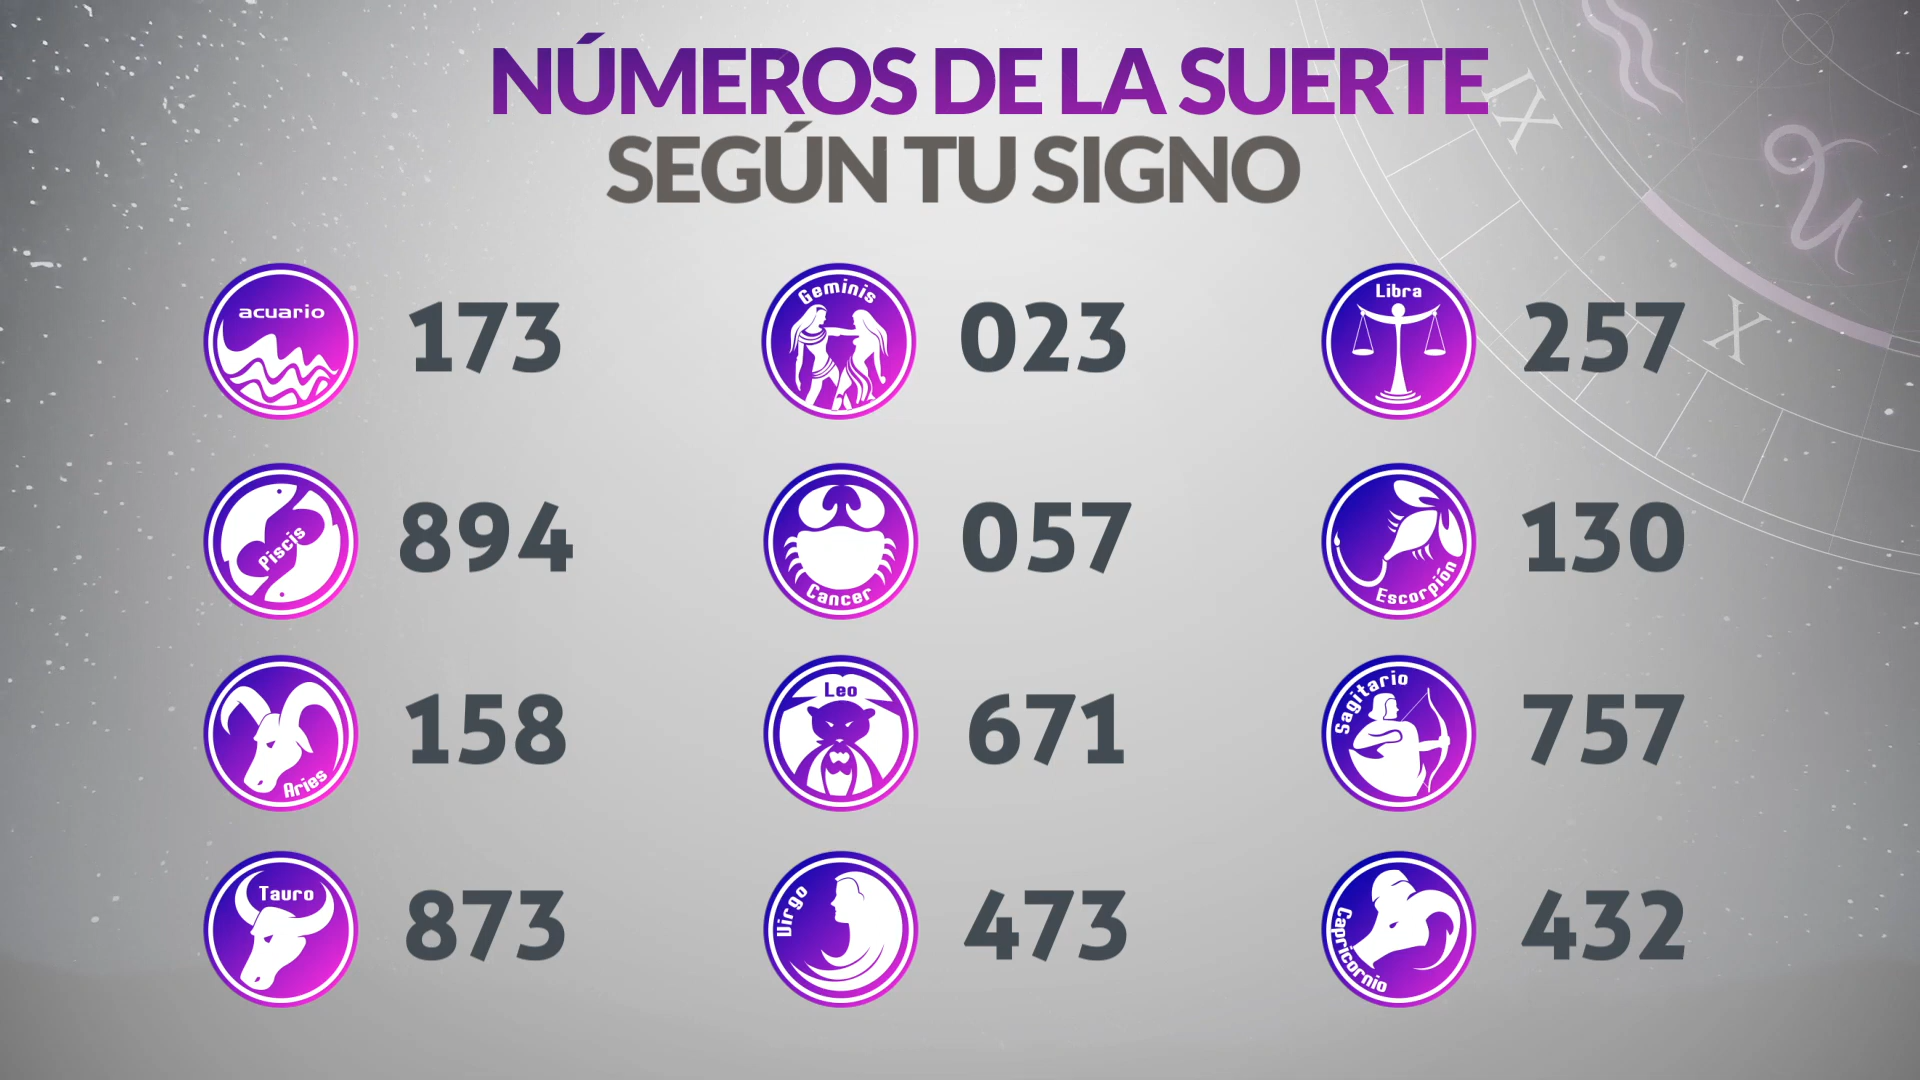 NÚMEROS DE LA SUERTE
SEGÚN TU SIGNO
acuario 173
Geminis 023
Libra 257
Piscis 894
Cancer 057
Escorpión 130
Aries 158
Leo 671
Sagitario 757
Tauro 873
Virgo 473
Capricornio 432
IX
X